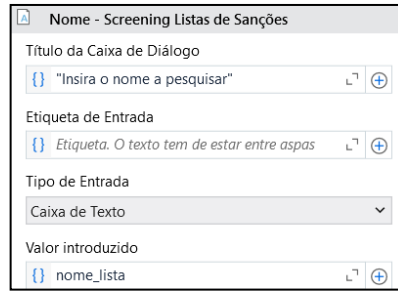 Nome - Screening Listas de Sanções
Título da Caixa de Diálogo
{} "Insira o nome a pesquisar"
Etiqueta de Entrada
{} Etiqueta. O texto tem de estar entre aspas
Tipo de Entrada
Caixa de Texto
Valor introduzido
{} nome_lista